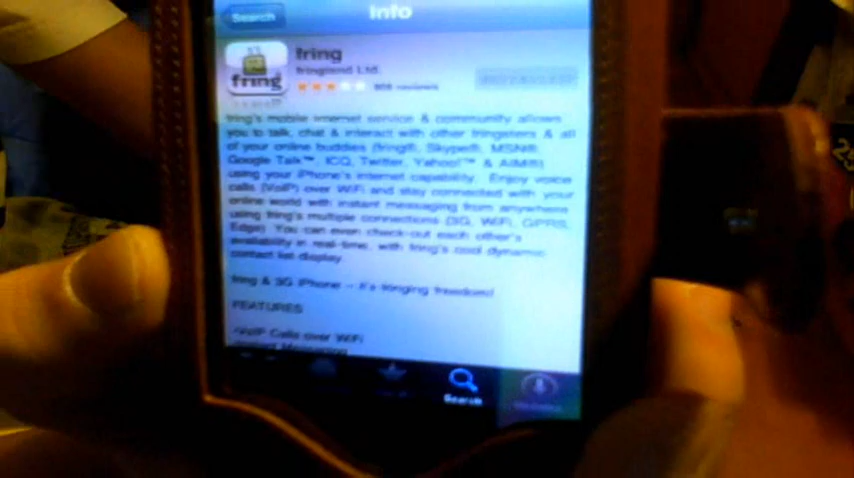 Search
Info
fring
fringland Ltd.
fring
reviews
fring's mobile internet service & community allows
you to talk, chat & interact with other fringsters & all
of your online buddies (fring®, Skype®, MSN®,
Google Talk™, ICQ, Twitter, Yahoo!™ & AIM®)
using your iPhone's internet capability. Enjoy voice
calls (VoIP) over WiFi and stay connected with your
online world with instant messaging from anywhere
using fring's multiple connections (3G, WiFi, GPRS,
Edge). You can even check-out each other's
availability in real-time, with fring's cool dynamic
contact list display.
fring & 3G iPhone – it's fringing freedom!
FEATURES
VoIP Calls over WiFi
Search